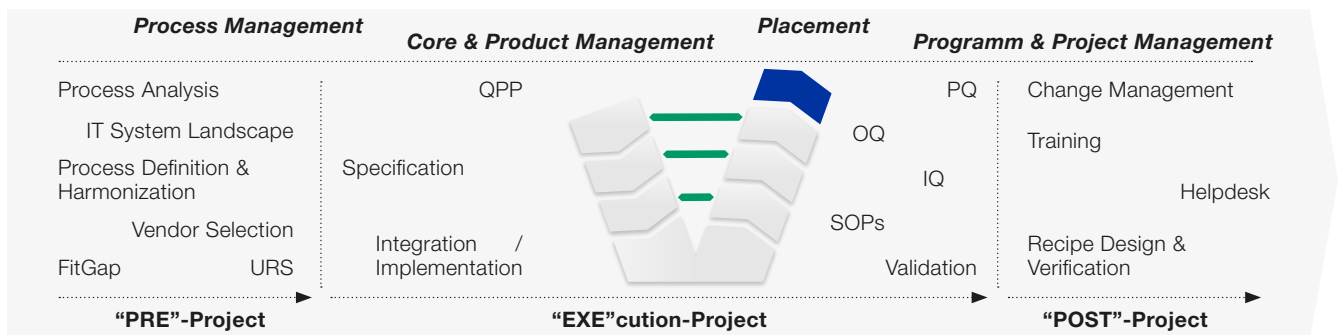 Process Management
Core & Product Management
Placement
Programm & Project Management
Process Analysis
IT System Landscape
Process Definition &
Harmonization
Vendor Selection
FitGap URS
QPP
Specification
Integration /
Implementation
PQ
OQ
IQ
SOPs
Validation
Change Management
Training
Helpdesk
Recipe Design &
Verification
“PRE”-Project
“EXE”cution-Project
“POST”-Project